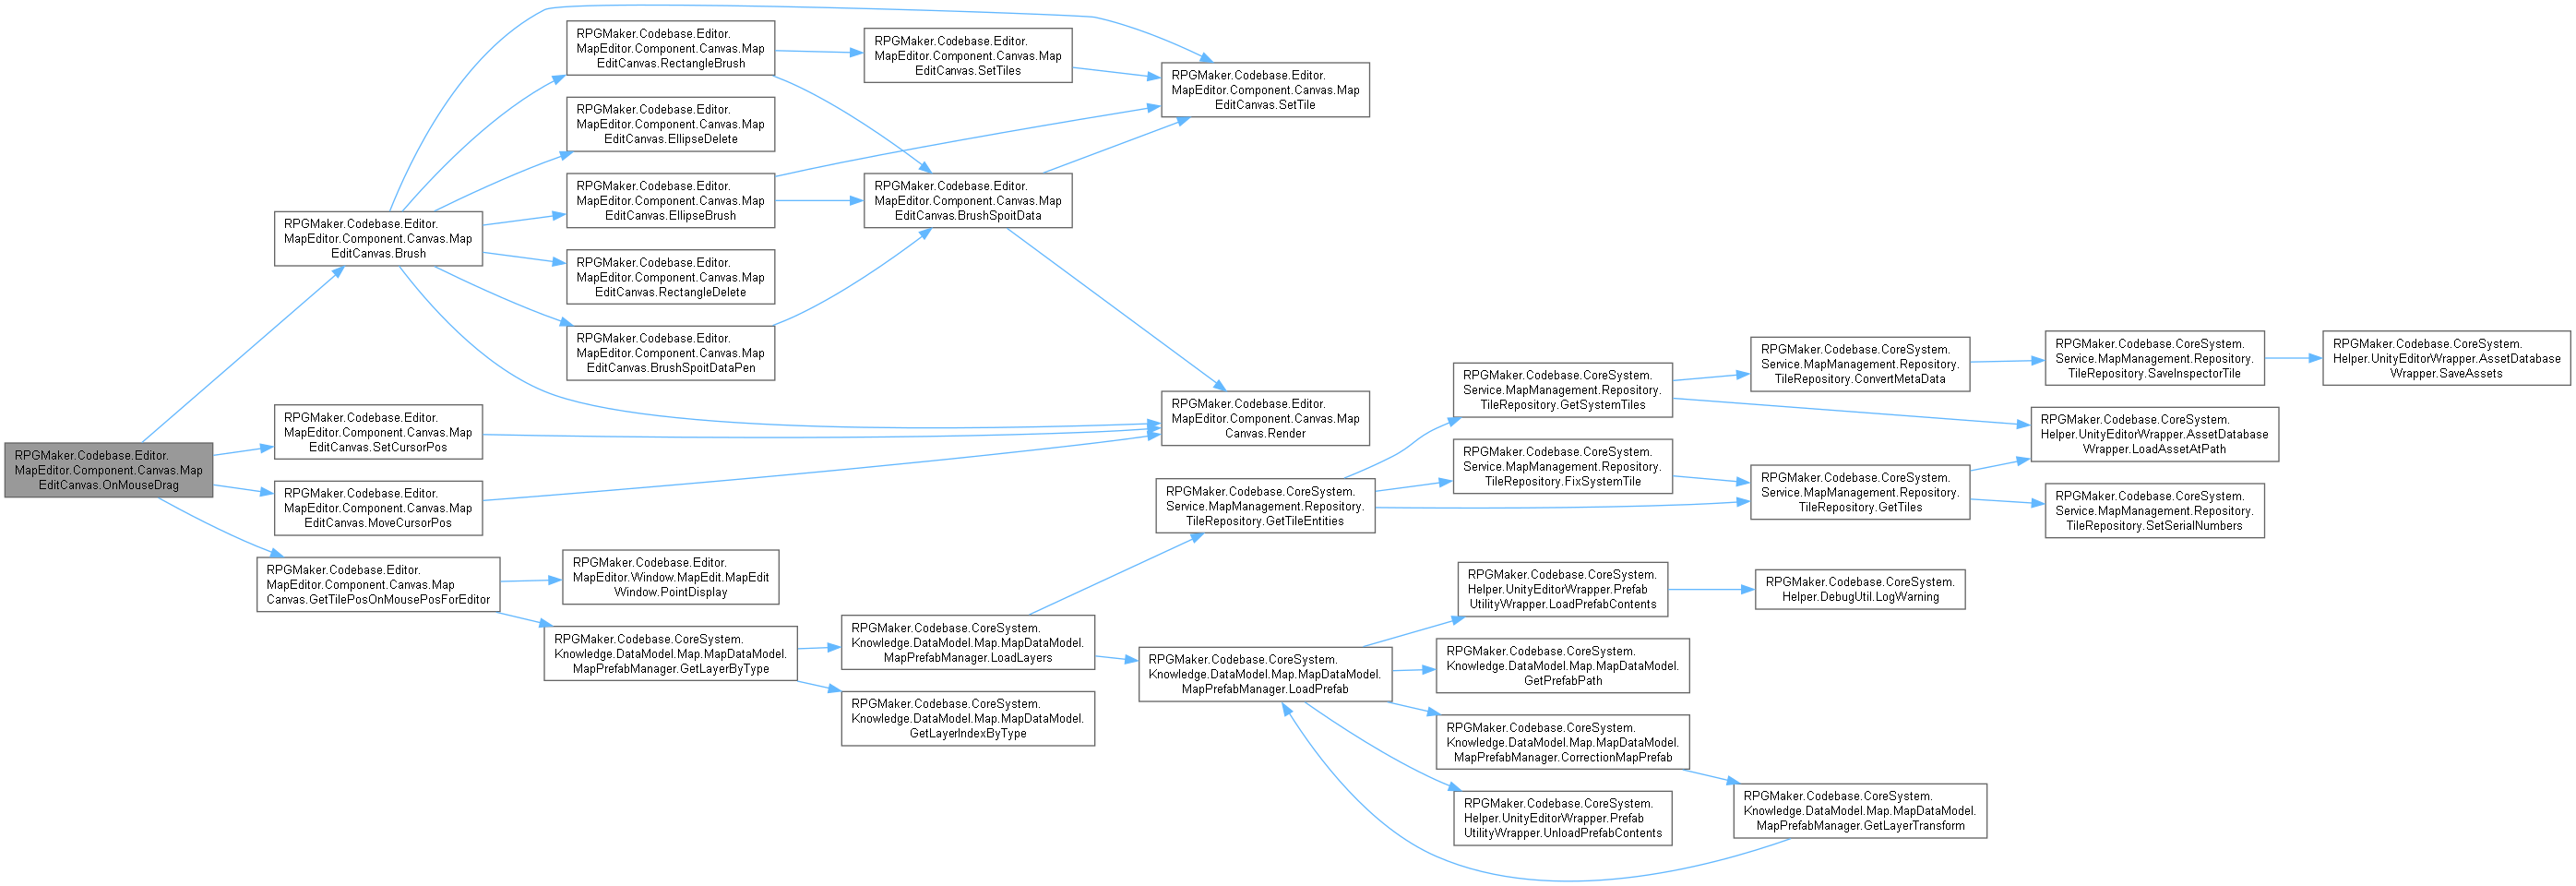 RPGMaker.Codebase.Editor.
MapEditor.Component.Canvas.Map
EditCanvas.OnMouseDrag
RPGMaker.Codebase.Editor.
MapEditor.Component.Canvas.Map
EditCanvas.Brush
RPGMaker.Codebase.Editor.
MapEditor.Component.Canvas.Map
EditCanvas.SetCursorPos
RPGMaker.Codebase.Editor.
MapEditor.Component.Canvas.Map
EditCanvas.MoveCursorPos
RPGMaker.Codebase.Editor.
MapEditor.Component.Canvas.Map
Canvas.GetTilePosOnMousePosForEditor
RPGMaker.Codebase.Editor.
MapEditor.Component.Canvas.Map
EditCanvas.RectangleBrush
RPGMaker.Codebase.Editor.
MapEditor.Component.Canvas.Map
EditCanvas.EllipseDelete
RPGMaker.Codebase.Editor.
MapEditor.Component.Canvas.Map
EditCanvas.EllipseBrush
RPGMaker.Codebase.Editor.
MapEditor.Component.Canvas.Map
EditCanvas.RectangleDelete
RPGMaker.Codebase.Editor.
MapEditor.Component.Canvas.Map
EditCanvas.BrushSpoitDataPen
RPGMaker.Codebase.Editor.
MapEditor.Window.MapEdit.MapEdit
Window.PointDisplay
RPGMaker.Codebase.CoreSystem.
Knowledge.DataModel.Map.MapDataModel.
MapPrefabManager.GetLayerByType
RPGMaker.Codebase.Editor.
MapEditor.Component.Canvas.Map
EditCanvas.SetTiles
RPGMaker.Codebase.Editor.
MapEditor.Component.Canvas.Map
EditCanvas.BrushSpoitData
RPGMaker.Codebase.CoreSystem.
Knowledge.DataModel.Map.MapDataModel.
MapPrefabManager.LoadLayers
RPGMaker.Codebase.CoreSystem.
Knowledge.DataModel.Map.MapDataModel.
GetLayerIndexByType
RPGMaker.Codebase.Editor.
MapEditor.Component.Canvas.Map
EditCanvas.SetTile
RPGMaker.Codebase.Editor.
MapEditor.Component.Canvas.Map
Canvas.Render
RPGMaker.Codebase.CoreSystem.
Service.MapManagement.Repository.
TileRepository.GetTileEntities
RPGMaker.Codebase.CoreSystem.
Knowledge.DataModel.Map.MapDataModel.
MapPrefabManager.LoadPrefab
RPGMaker.Codebase.CoreSystem.
Service.MapManagement.Repository.
TileRepository.GetSystemTiles
RPGMaker.Codebase.CoreSystem.
Service.MapManagement.Repository.
TileRepository.FixSystemTile
RPGMaker.Codebase.CoreSystem.
Helper.UnityEditorWrapper.Prefab
UtilityWrapper.LoadPrefabContents
RPGMaker.Codebase.CoreSystem.
Knowledge.DataModel.Map.MapDataModel.
GetPrefabPath
RPGMaker.Codebase.CoreSystem.
Knowledge.DataModel.Map.MapDataModel.
MapPrefabManager.CorrectionMapPrefab
RPGMaker.Codebase.CoreSystem.
Helper.UnityEditorWrapper.Prefab
UtilityWrapper.UnloadPrefabContents
RPGMaker.Codebase.CoreSystem.
Service.MapManagement.Repository.
TileRepository.ConvertMetaData
RPGMaker.Codebase.CoreSystem.
Service.MapManagement.Repository.
TileRepository.GetTiles
RPGMaker.Codebase.CoreSystem.
Helper.DebugUtil.LogWarning
RPGMaker.Codebase.CoreSystem.
Knowledge.DataModel.Map.MapDataModel.
MapPrefabManager.GetLayerTransform
RPGMaker.Codebase.CoreSystem.
Service.MapManagement.Repository.
TileRepository.SaveInspectorTile
RPGMaker.Codebase.CoreSystem.
Helper.UnityEditorWrapper.AssetDatabase
Wrapper.LoadAssetAtPath
RPGMaker.Codebase.CoreSystem.
Service.MapManagement.Repository.
TileRepository.SetSerialNumbers
RPGMaker.Codebase.CoreSystem.
Helper.UnityEditorWrapper.AssetDatabase
Wrapper.SaveAssets